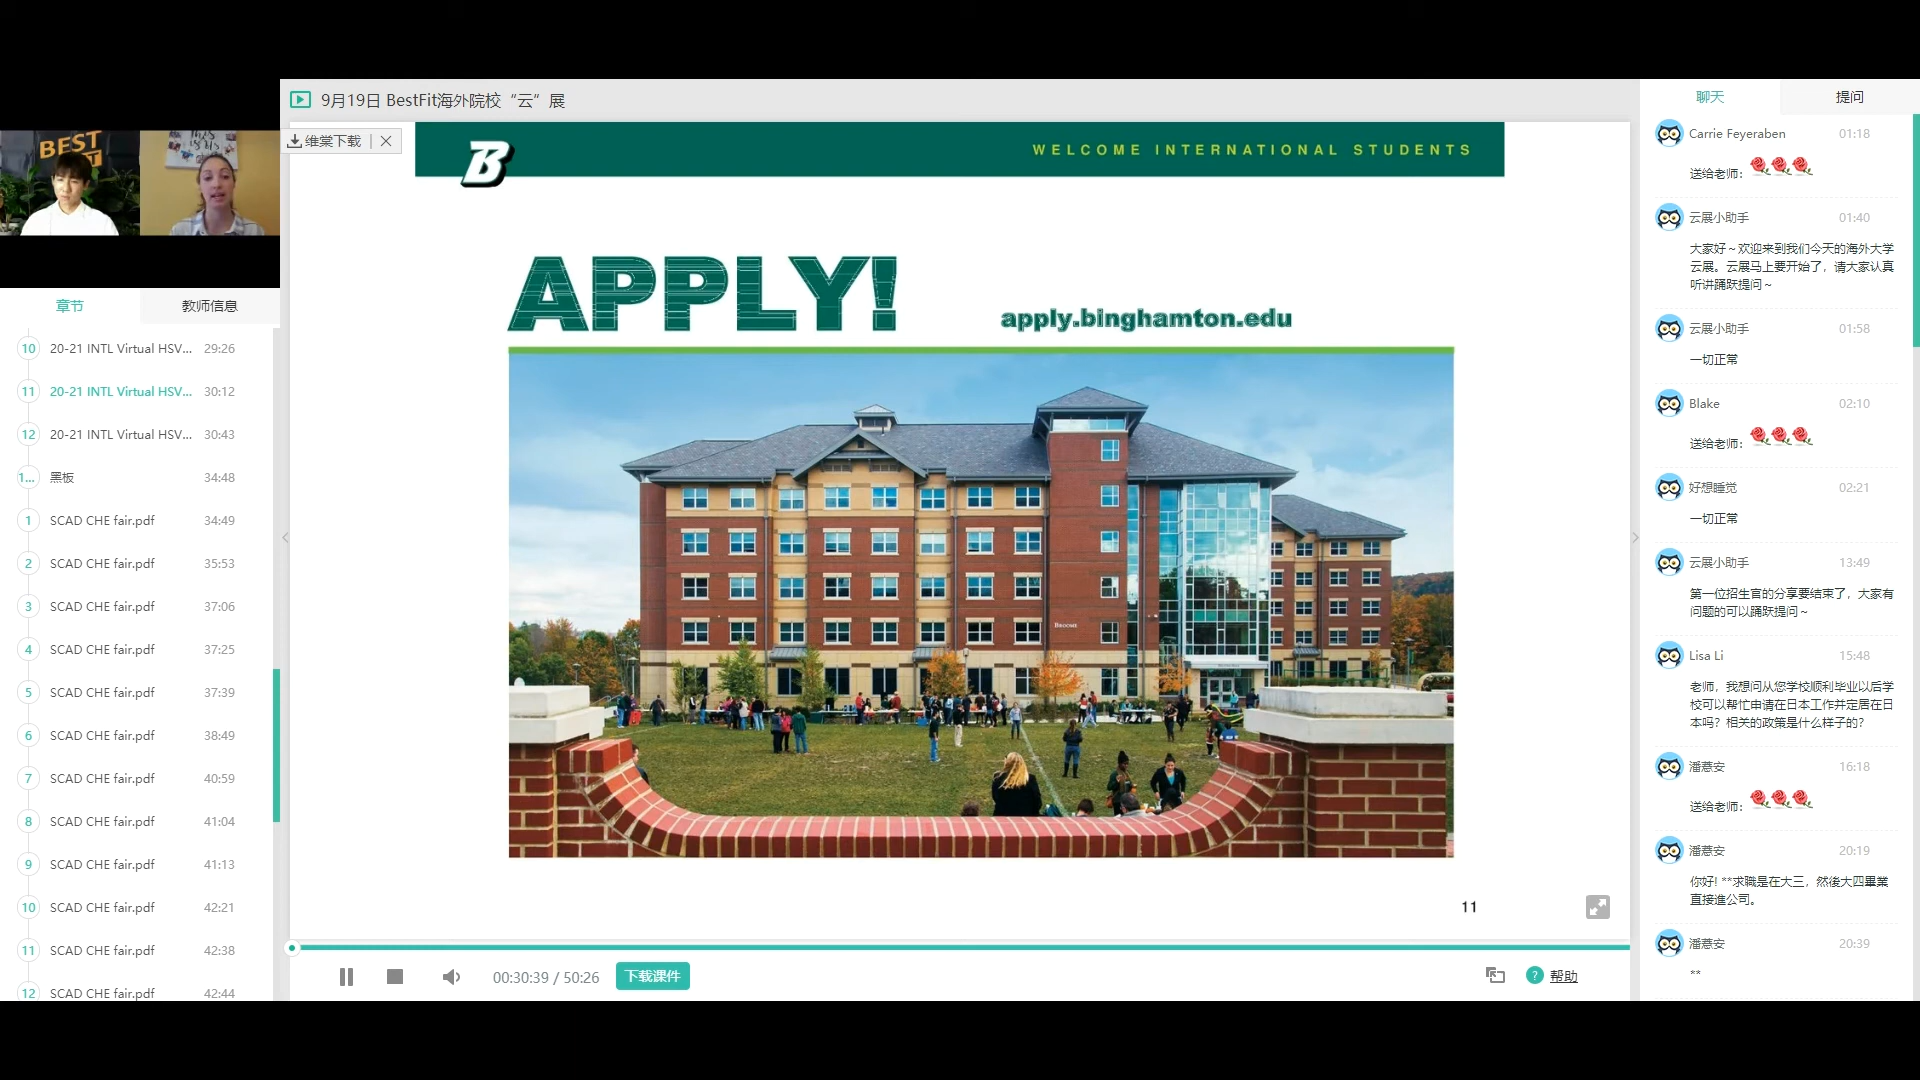 9月19日 BestFit海外院校“云”展
维棠下载
BEST
章节
教师信息
10 20-21 INTL Virtual HSV... 29:26
11 20-21 INTL Virtual HSV... 30:12
12 20-21 INTL Virtual HSV... 30:43
1... 黑板 34:48
1 SCAD CHE fair.pdf 34:49
2 SCAD CHE fair.pdf 35:53
3 SCAD CHE fair.pdf 37:06
4 SCAD CHE fair.pdf 37:25
5 SCAD CHE fair.pdf 37:39
6 SCAD CHE fair.pdf 38:49
7 SCAD CHE fair.pdf 40:59
8 SCAD CHE fair.pdf 41:04
9 SCAD CHE fair.pdf 41:13
10 SCAD CHE fair.pdf 42:21
11 SCAD CHE fair.pdf 42:38
12 SCAD CHE fair.pdf 42:44
B
WELCOME INTERNATIONAL STUDENTS
APPLY!
apply.binghamton.edu
BROOME
11
00:30:39 / 50:26
下载课件
? 帮助
聊天
提问
Carrie Feyeraben 01:18
送给老师:
云展小助手 01:40
大家好～欢迎来到我们今天的海外大学
云展。云展马上要开始了，请大家认真
听讲踊跃提问～
云展小助手 01:58
一切正常
Blake 02:10
送给老师:
好想睡觉 02:21
一切正常
云展小助手 13:49
第一位招生官的分享要结束了，大家有
问题的可以踊跃提问～
Lisa Li 15:48
老师，我想问从您学校顺利毕业以后学
校可以帮忙申请在日本工作并定居在日
本吗？相关的政策是什么样子的？
潘薏安 16:18
送给老师:
潘薏安 20:19
你好! **求職是在大三，然後大四畢業
直接進公司。
潘薏安 20:39
**